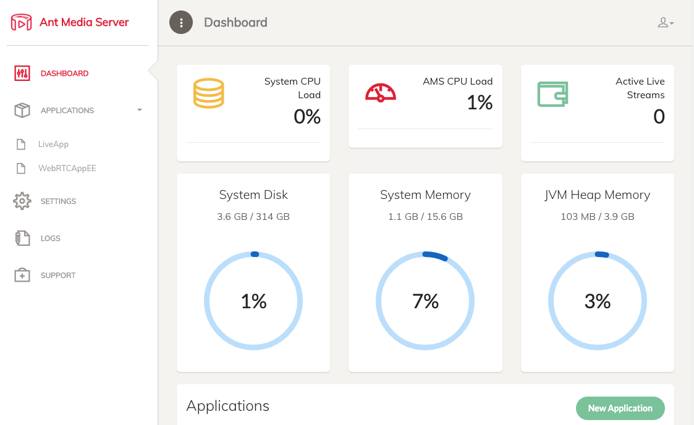 Ant Media Server
Dashboard
DASHBOARD
APPLICATIONS
LiveApp
WebRTCAppEE
SETTINGS
LOGS
SUPPORT
System CPU
Load
0%
AMS CPU Load
1%
Active Live
Streams
0
System Disk
3.6 GB / 314 GB
1%
System Memory
1.1 GB / 15.6 GB
7%
JVM Heap Memory
103 MB / 3.9 GB
3%
Applications
New Application